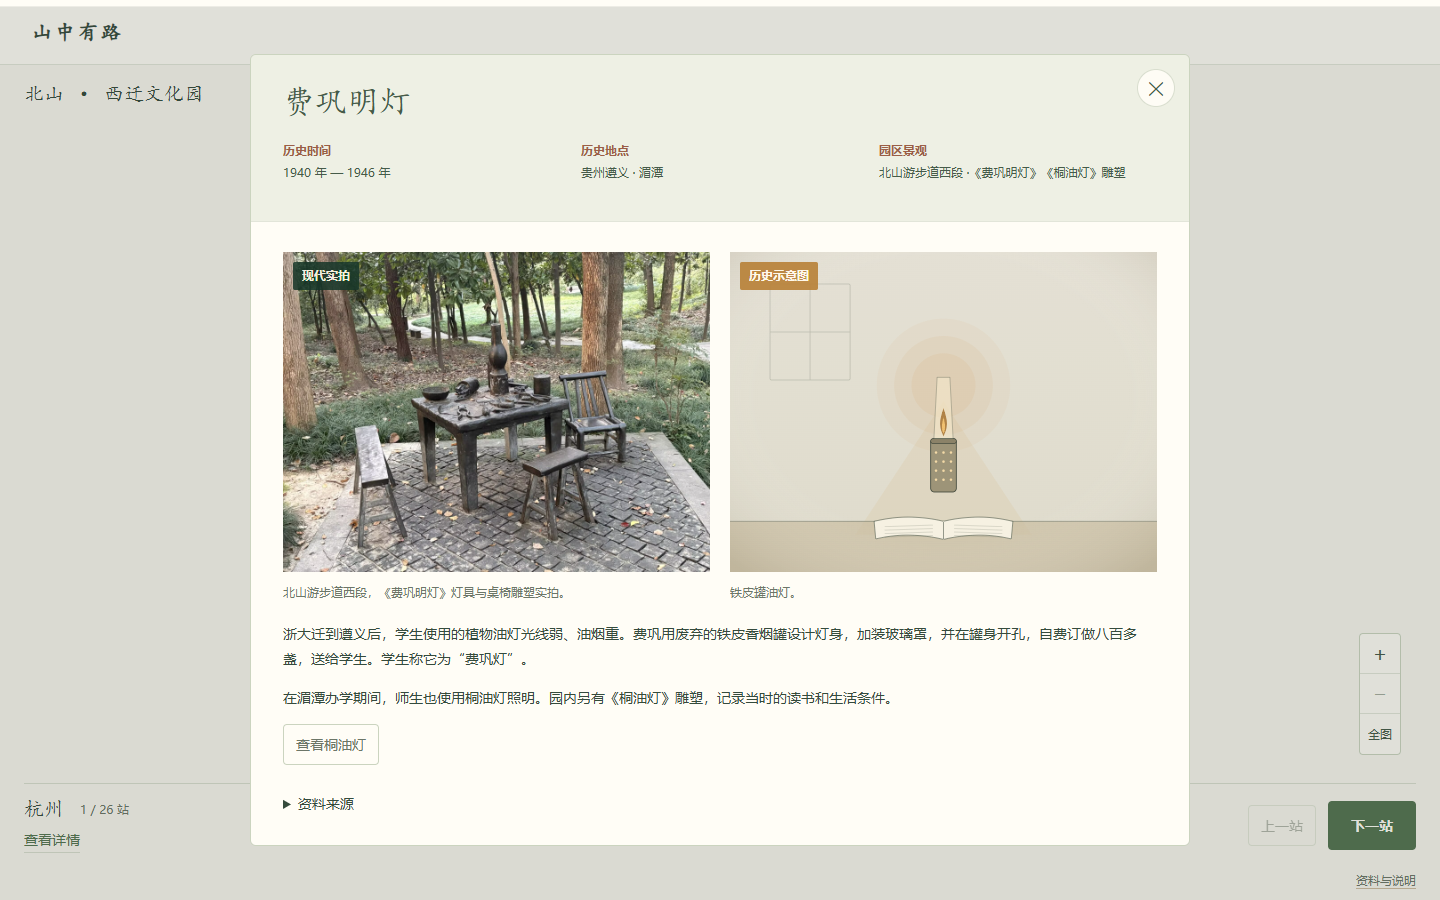 山中有路
北山 • 西迁文化园
费巩明灯
历史时间
1940 年 — 1946 年
历史地点
贵州遵义 · 湄潭
园区景观
北山游步道西段 ·《费巩明灯》《桐油灯》雕塑
现代实拍
历史示意图
北山游步道西段，《费巩明灯》灯具与桌椅雕塑实拍。
铁皮罐油灯。
浙大迁到遵义后，学生使用的植物油灯光线弱、油烟重。费巩用废弃的铁皮香烟罐设计灯身，加装玻璃罩，并在罐身开孔，自费订做八百多
盏，送给学生。学生称它为“费巩灯”。
在湄潭办学期间，师生也使用桐油灯照明。园内另有《桐油灯》雕塑，记录当时的读书和生活条件。
查看桐油灯
▶ 资料来源
+
−
全图
杭州 1 / 26 站
查看详情
上一站
下一站
资料与说明